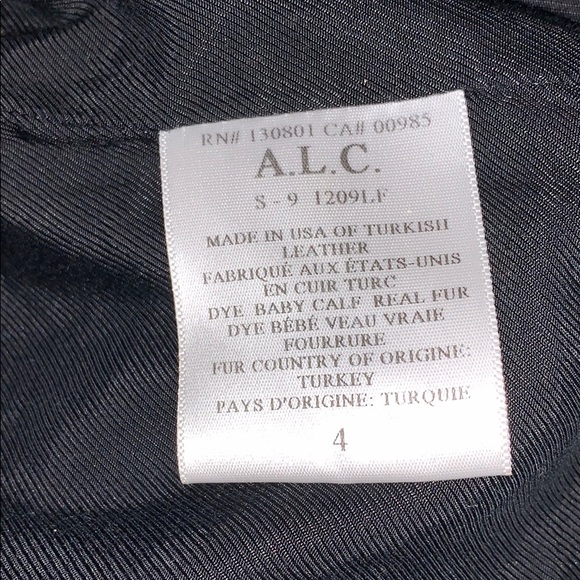 RN# 130801 CA# 00985
A.L.C.
S - 9 1209LF
MADE IN USA OF TURKISH
LEATHER
FABRIQUÉ AUX ÉTATS-UNIS
EN CUIR TURC
DYE BABY CALF REAL FUR
DYE BÉBÉ VEAU VRAIE
FOURRURE
FUR COUNTRY OF ORIGINE:
TURKEY
PAYS D'ORIGINE: TURQUIE
4